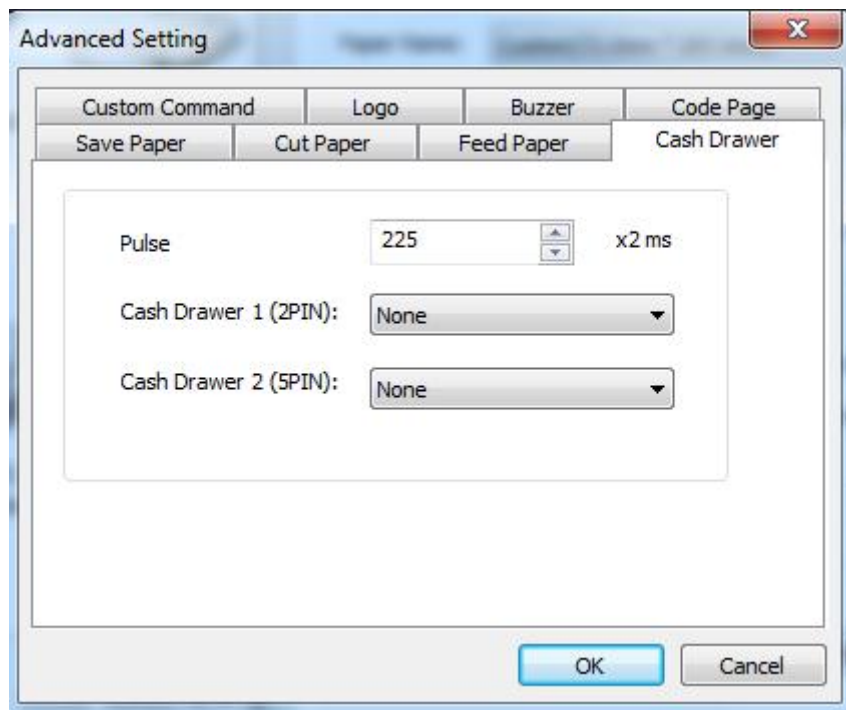 Advanced Setting
Custom Command Logo Buzzer Code Page
Save Paper Cut Paper Feed Paper Cash Drawer
Pulse 225 x2 ms
Cash Drawer 1 (2PIN): None
Cash Drawer 2 (5PIN): None
OK Cancel